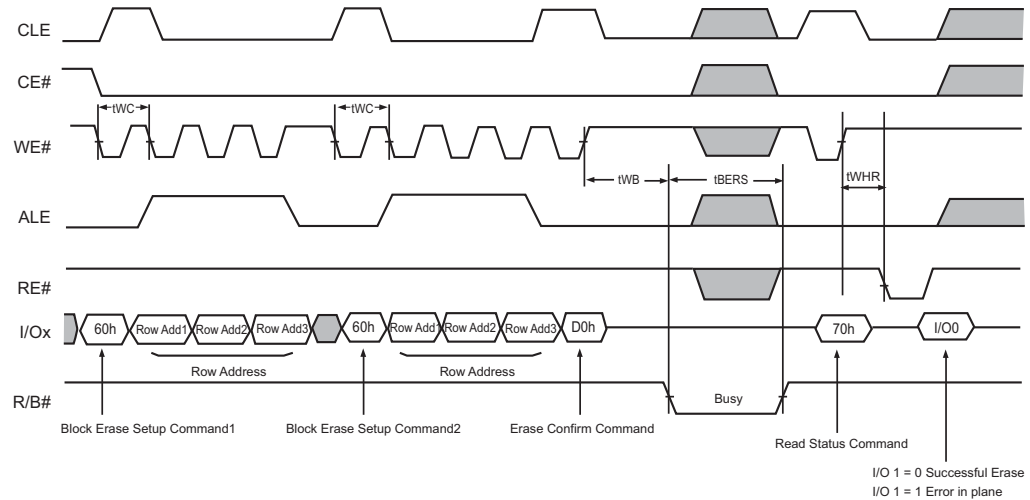 CLE
CE#
tWC tWC
WE#
tWB tBERS tWHR
ALE
RE#
I/Ox 60h Row Add1 Row Add2 Row Add3 60h Row Add1 Row Add2 Row Add3 D0h 70h I/O0
Row Address Row Address
R/B# Busy
Block Erase Setup Command1 Block Erase Setup Command2 Erase Confirm Command
Read Status Command
I/O 1 = 0 Successful Erase
I/O 1 = 1 Error in plane